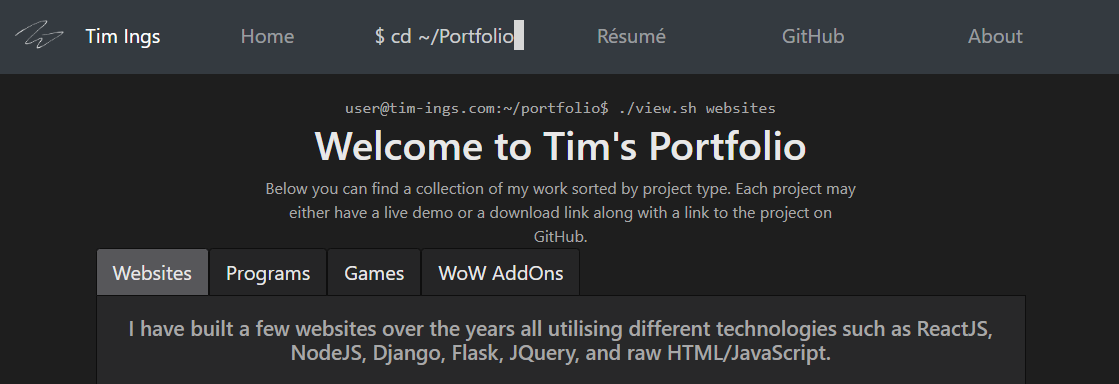 Tim Ings Home $ cd ~/Portfolio Résumé GitHub About
user@tim-ings.com:~/portfolio$ ./view.sh websites
Welcome to Tim's Portfolio
Below you can find a collection of my work sorted by project type. Each project may
either have a live demo or a download link along with a link to the project on
GitHub.
Websites Programs Games WoW AddOns
I have built a few websites over the years all utilising different technologies such as ReactJS,
NodeJS, Django, Flask, JQuery, and raw HTML/JavaScript.